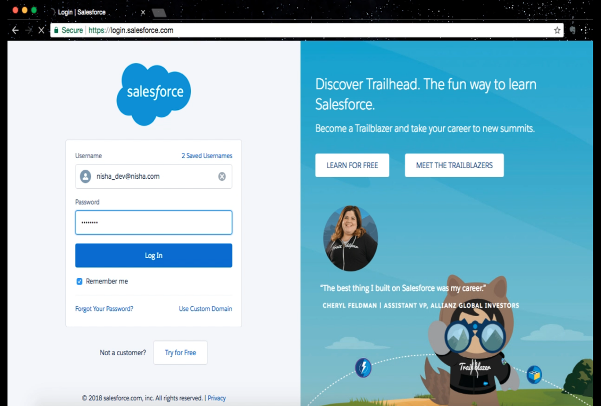 Login | Salesforce
Secure | https://login.salesforce.com
salesforce
Username
2 Saved Usernames
nisha_dev@nisha.com
Password
Log In
Remember me
Forgot Your Password?
Use Custom Domain
Not a customer?
Try for Free
© 2018 salesforce.com, inc. All rights reserved. | Privacy
Discover Trailhead. The fun way to learn
Salesforce.
Become a Trailblazer and take your career to new summits.
LEARN FOR FREE
MEET THE TRAILBLAZERS
"The best thing I built on Salesforce was my career."
CHERYL FELDMAN | ASSISTANT VP, ALLIANZ GLOBAL INVESTORS
Trailblazer